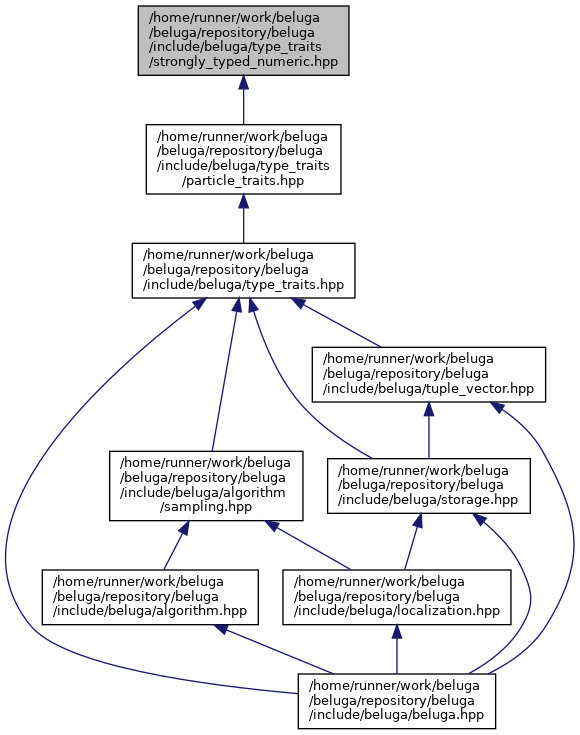 /home/runner/work/beluga
/beluga/repository/beluga
/include/beluga/type_traits
/strongly_typed_numeric.hpp
/home/runner/work/beluga
/beluga/repository/beluga
/include/beluga/type_traits
/particle_traits.hpp
/home/runner/work/beluga
/beluga/repository/beluga
/include/beluga/type_traits.hpp
/home/runner/work/beluga
/beluga/repository/beluga
/include/beluga/tuple_vector.hpp
/home/runner/work/beluga
/beluga/repository/beluga
/include/beluga/algorithm
/sampling.hpp
/home/runner/work/beluga
/beluga/repository/beluga
/include/beluga/storage.hpp
/home/runner/work/beluga
/beluga/repository/beluga
/include/beluga/algorithm.hpp
/home/runner/work/beluga
/beluga/repository/beluga
/include/beluga/localization.hpp
/home/runner/work/beluga
/beluga/repository/beluga
/include/beluga/beluga.hpp